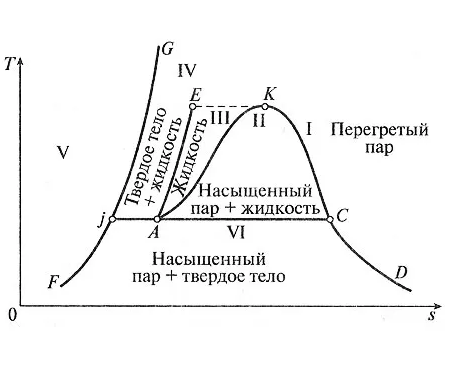 G
T
IV
E
K
III
II
I
Перегретый
пар
V
Твердое тело
+ жидкость
Жидкость
Насыщенный
пар + жидкость
j
A
VI
C
Насыщенный
пар + твердое тело
F
D
0
s